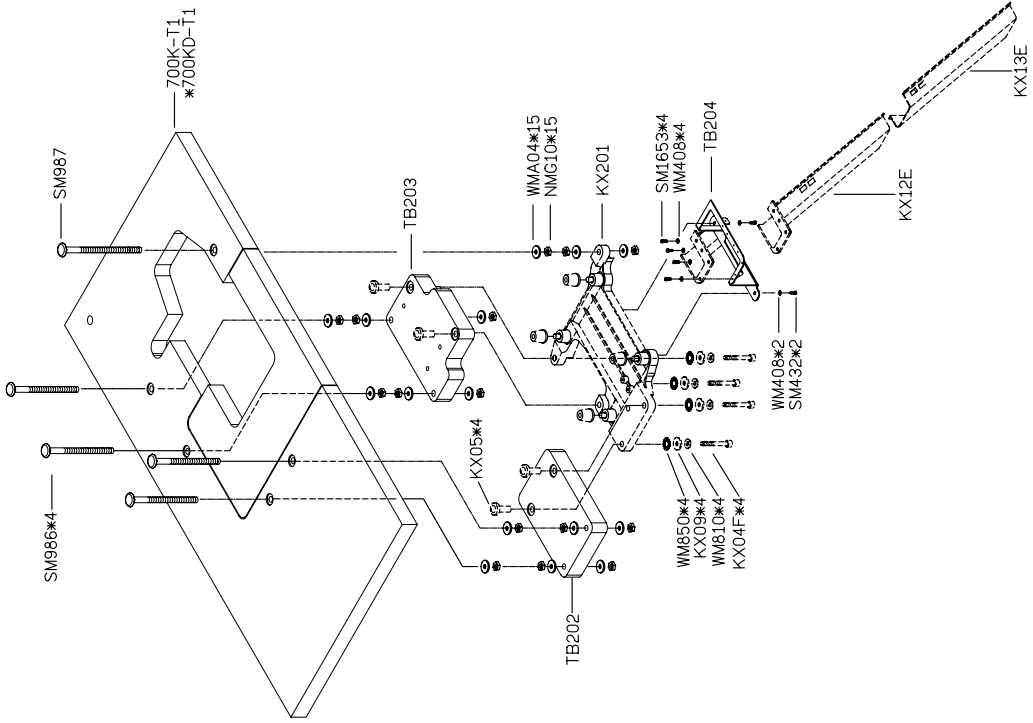 700K-T1
*700KD-T1
SM987
SM986*4
TB203
WMA04*15
NMG10*15
KX201
SM1653*4
WM408*4
TB204
KX13E
KX12E
KX05*4
TB202
WM408*2
SM432*2
WM850*4
KX09*4
WM810*4
KX04F*4